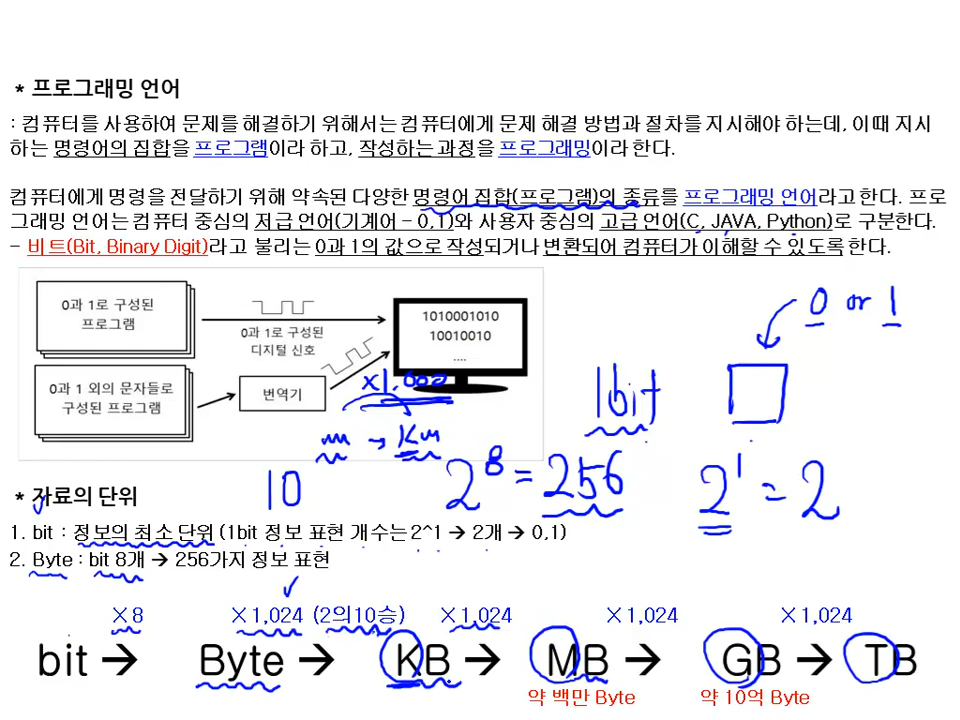 * 프로그래밍 언어
: 컴퓨터를 사용하여 문제를 해결하기 위해서는 컴퓨터에게 문제 해결 방법과 절차를 지시해야 하는데, 이때 지시
하는 명령어의 집합을 프로그램이라 하고, 작성하는 과정을 프로그래밍이라 한다.
컴퓨터에게 명령을 전달하기 위해 약속된 다양한 명령어 집합(프로그램)의 종류를 프로그래밍 언어라고 한다. 프로
그래밍 언어는 컴퓨터 중심의 저급 언어(기계어 – 0,1)와 사용자 중심의 고급 언어(C, JAVA, Python)로 구분한다.
– 비트(Bit, Binary Digit)라고 불리는 0과 1의 값으로 작성되거나 변환되어 컴퓨터가 이해할 수 있도록 한다.
0과 1로 구성된
프로그램
0과 1로 구성된
디지털 신호
1010001010
10010010
....
0 or 1
0과 1 외의 문자들로
구성된 프로그램
번역기
×1,000
m → Km
1bit
10
2^8 = 256
2^1 = 2
* 자료의 단위
1. bit : 정보의 최소 단위 (1bit 정보 표현 개수는 2^1 → 2개 → 0,1)
2. Byte : bit 8개 → 256가지 정보 표현
×8 ×1,024 (2의10승) ×1,024 ×1,024 ×1,024
bit → Byte → KB → MB → GB → TB
약 백만 Byte 약 10억 Byte